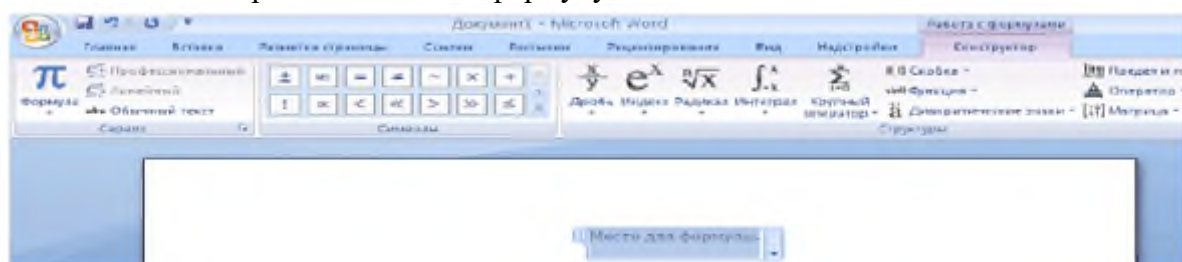 Документ1 - Microsoft Word
Работа с формулами
Главная Вставка Разметка страницы Ссылки Рассылки Рецензирование Вид Надстройки Конструктор
π Профессиональный
Линейный
Формула
abc Обычный текст
± ∞ = ≠ ~ × ÷
! ∝ < ≪ > ≫ ≤
Дробь Индекс Радикал Интеграл Крупный оператор
Скобка
Функция
Диакритические знаки
Оператор
Матрица
Сервис Символы Структуры
Место для формулы.